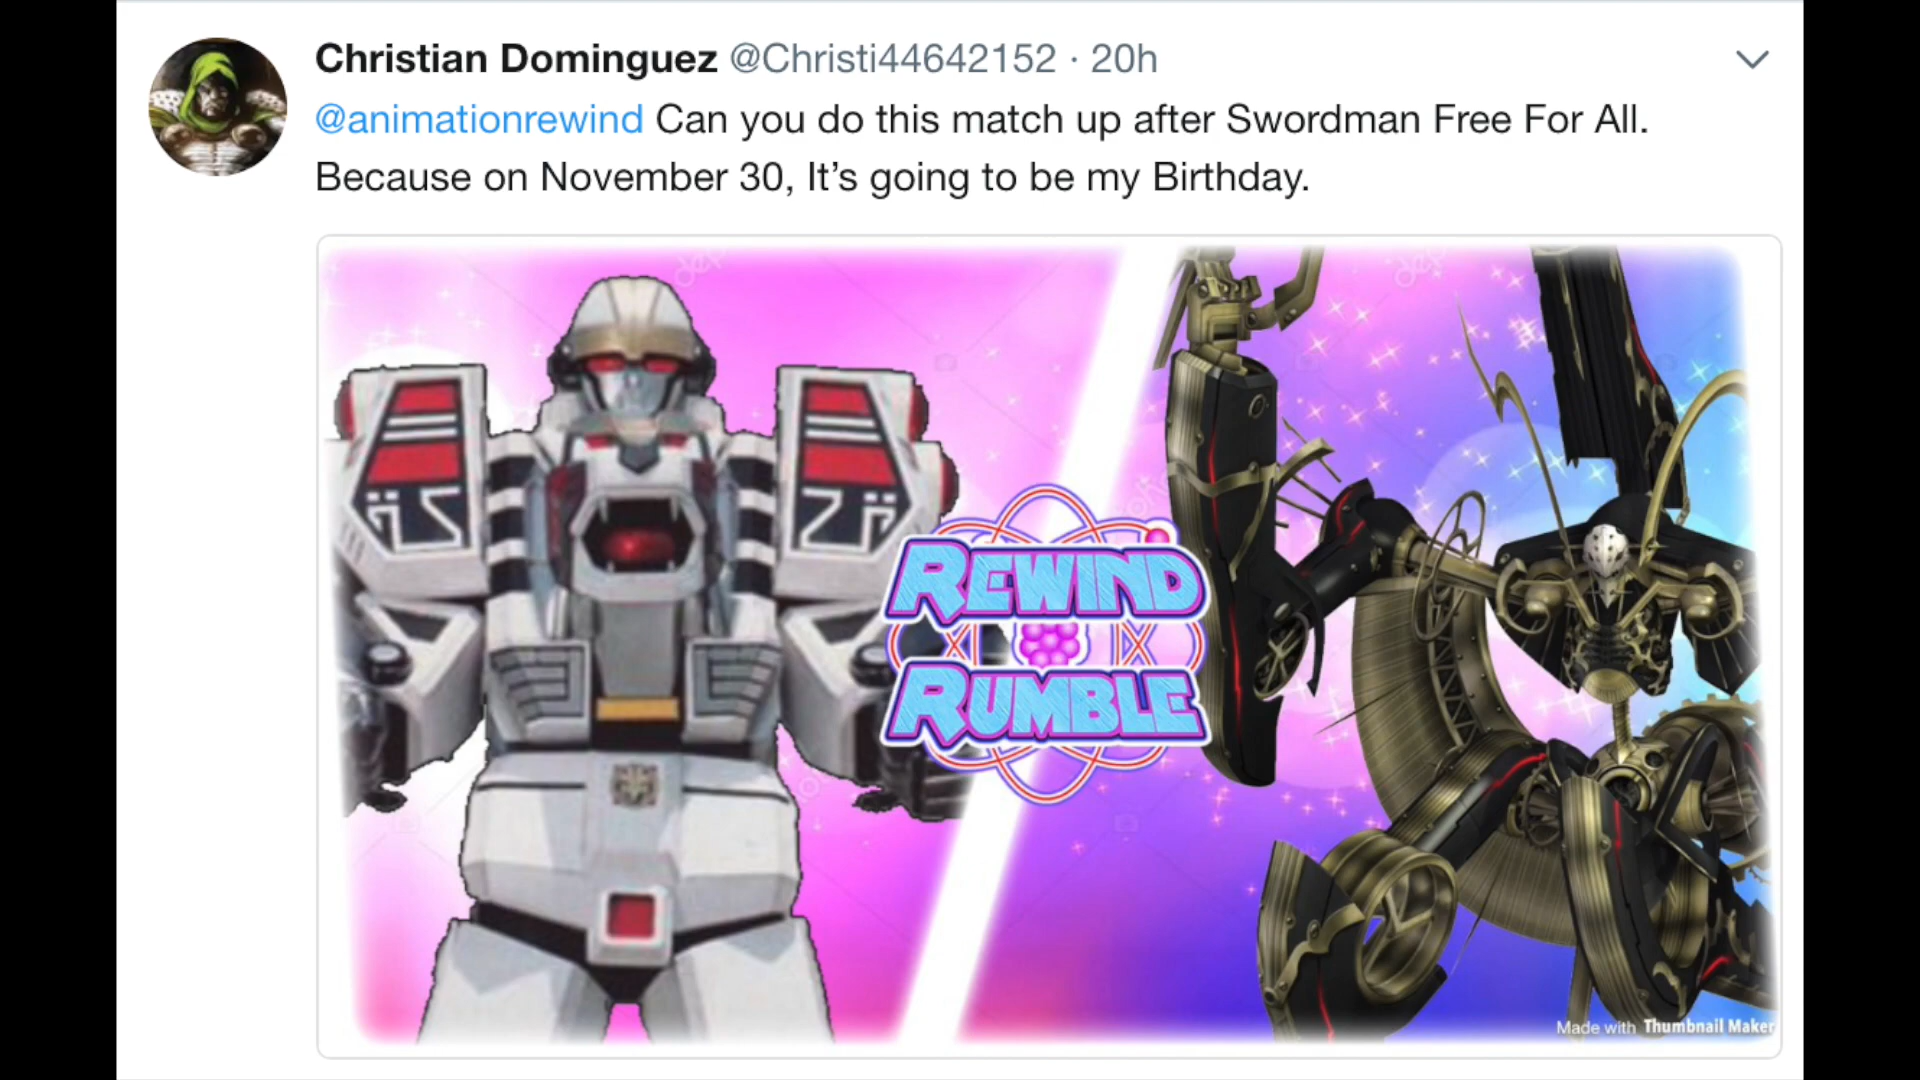 Christian Dominguez @Christi44642152 · 20h
@animationrewind Can you do this match up after Swordman Free For All.
Because on November 30, It’s going to be my Birthday.
REWIND
RUMBLE
Made with Thumbnail Maker